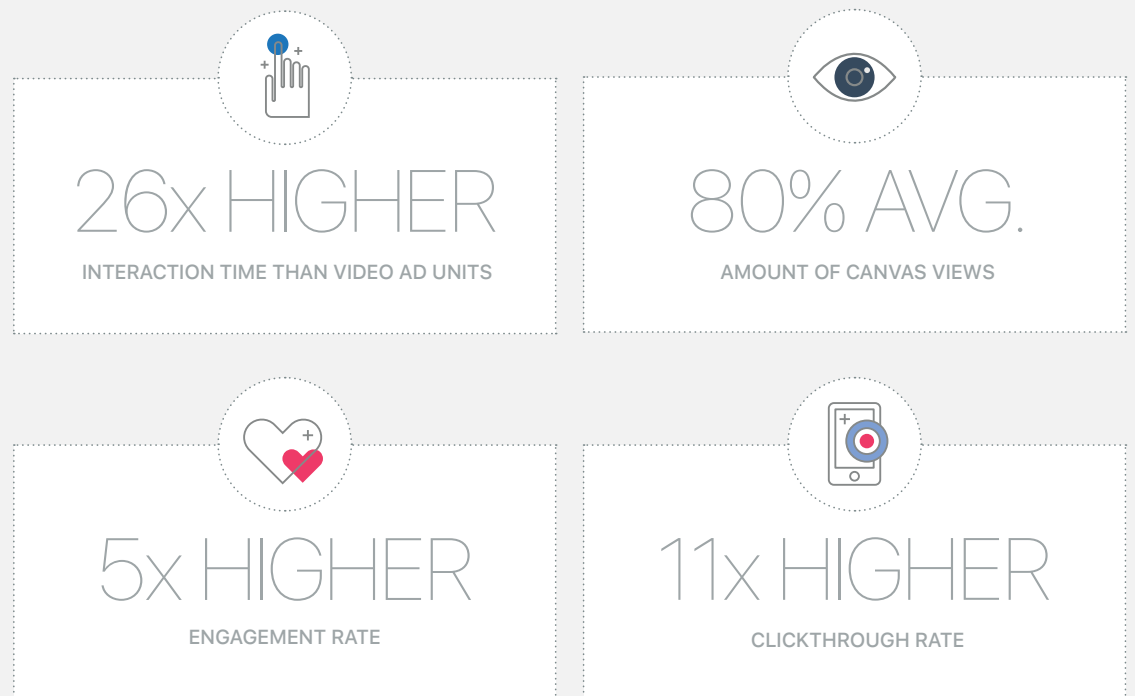 26x HIGHER
INTERACTION TIME THAN VIDEO AD UNITS
80% AVG.
AMOUNT OF CANVAS VIEWS
5x HIGHER
ENGAGEMENT RATE
11x HIGHER
CLICKTHROUGH RATE